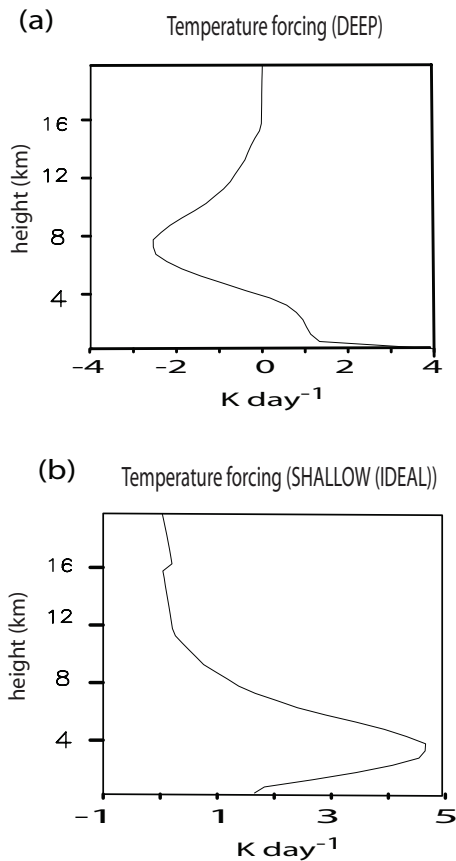 (a)
Temperature forcing (DEEP)
height (km)
16
12
8
4
-4 -2 0 2 4
K day-1
(b)
Temperature forcing (SHALLOW (IDEAL))
height (km)
16
12
8
4
-1 1 3 5
K day-1